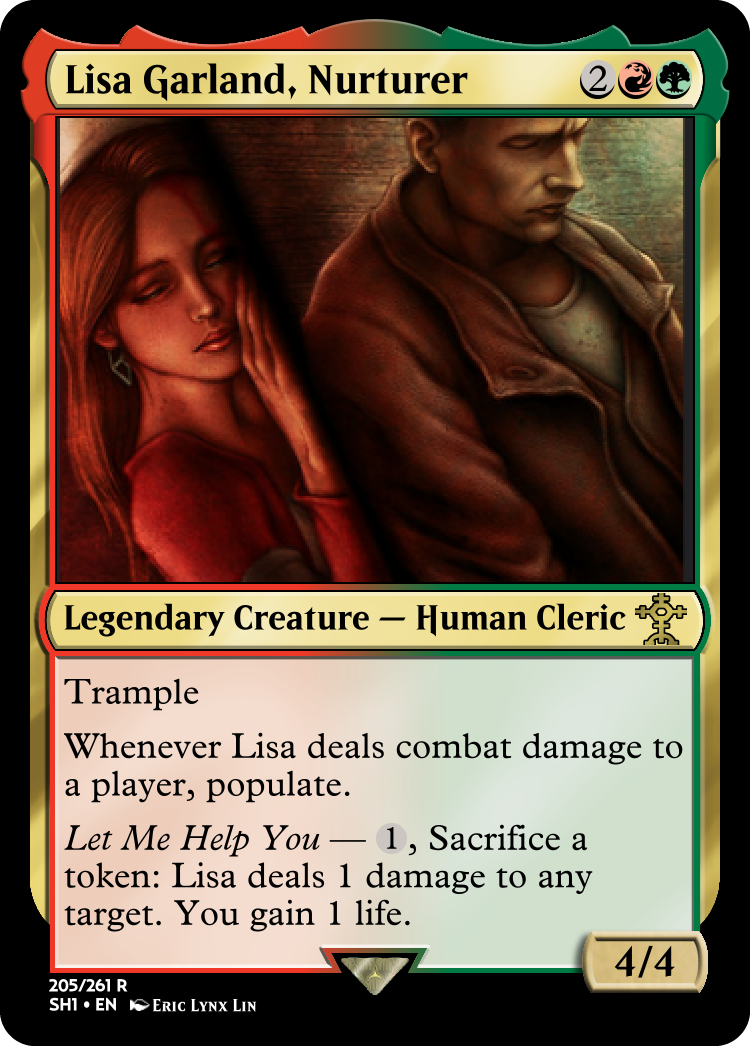 Lisa Garland, Nurturer 2
Legendary Creature — Human Cleric
Trample
Whenever Lisa deals combat damage to
a player, populate.
Let Me Help You — 1, Sacrifice a
token: Lisa deals 1 damage to any
target. You gain 1 life.
4/4
205/261 R
SH1 • EN Eric Lynx Lin